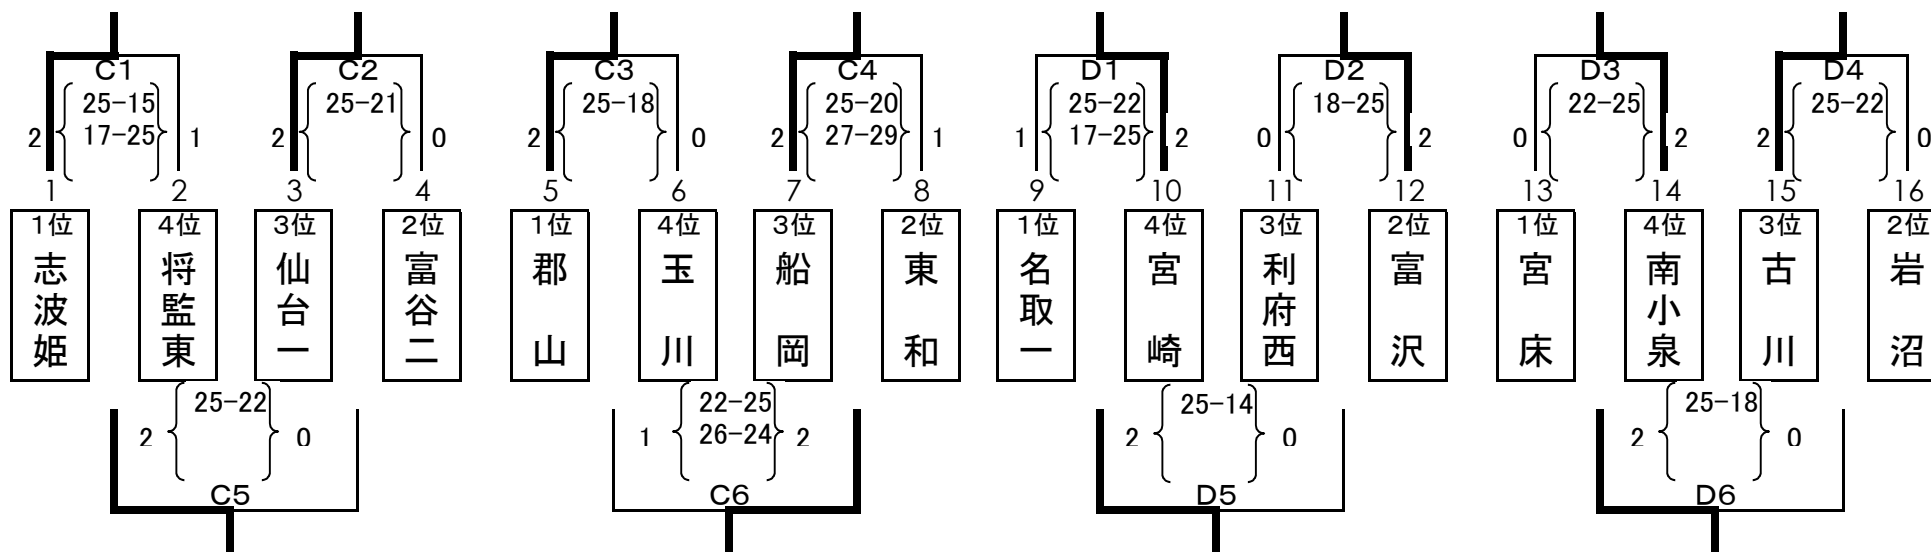 C1 C2 C3 C4 D1 D2 D3 D4
25-15 25-21 25-18 25-20 25-22 18-25 22-25 25-22
2 17-25 1 2 0 2 0 2 27-29 1 1 17-25 2 0 2 0 2 2 0
1 2 3 4 5 6 7 8 9 10 11 12 13 14 15 16
1位 4位 3位 2位 1位 4位 3位 2位 1位 4位 3位 2位 1位 4位 3位 2位
志波姫 将監東 仙台一 富谷二 郡山 玉川 船岡 東和 名取一 宮崎 利府西 富沢 宮床 南小泉 古川 岩沼
25-22 22-25 25-14 25-18
2 0 1 26-24 2 2 0 2 0
C5 C6 D5 D6